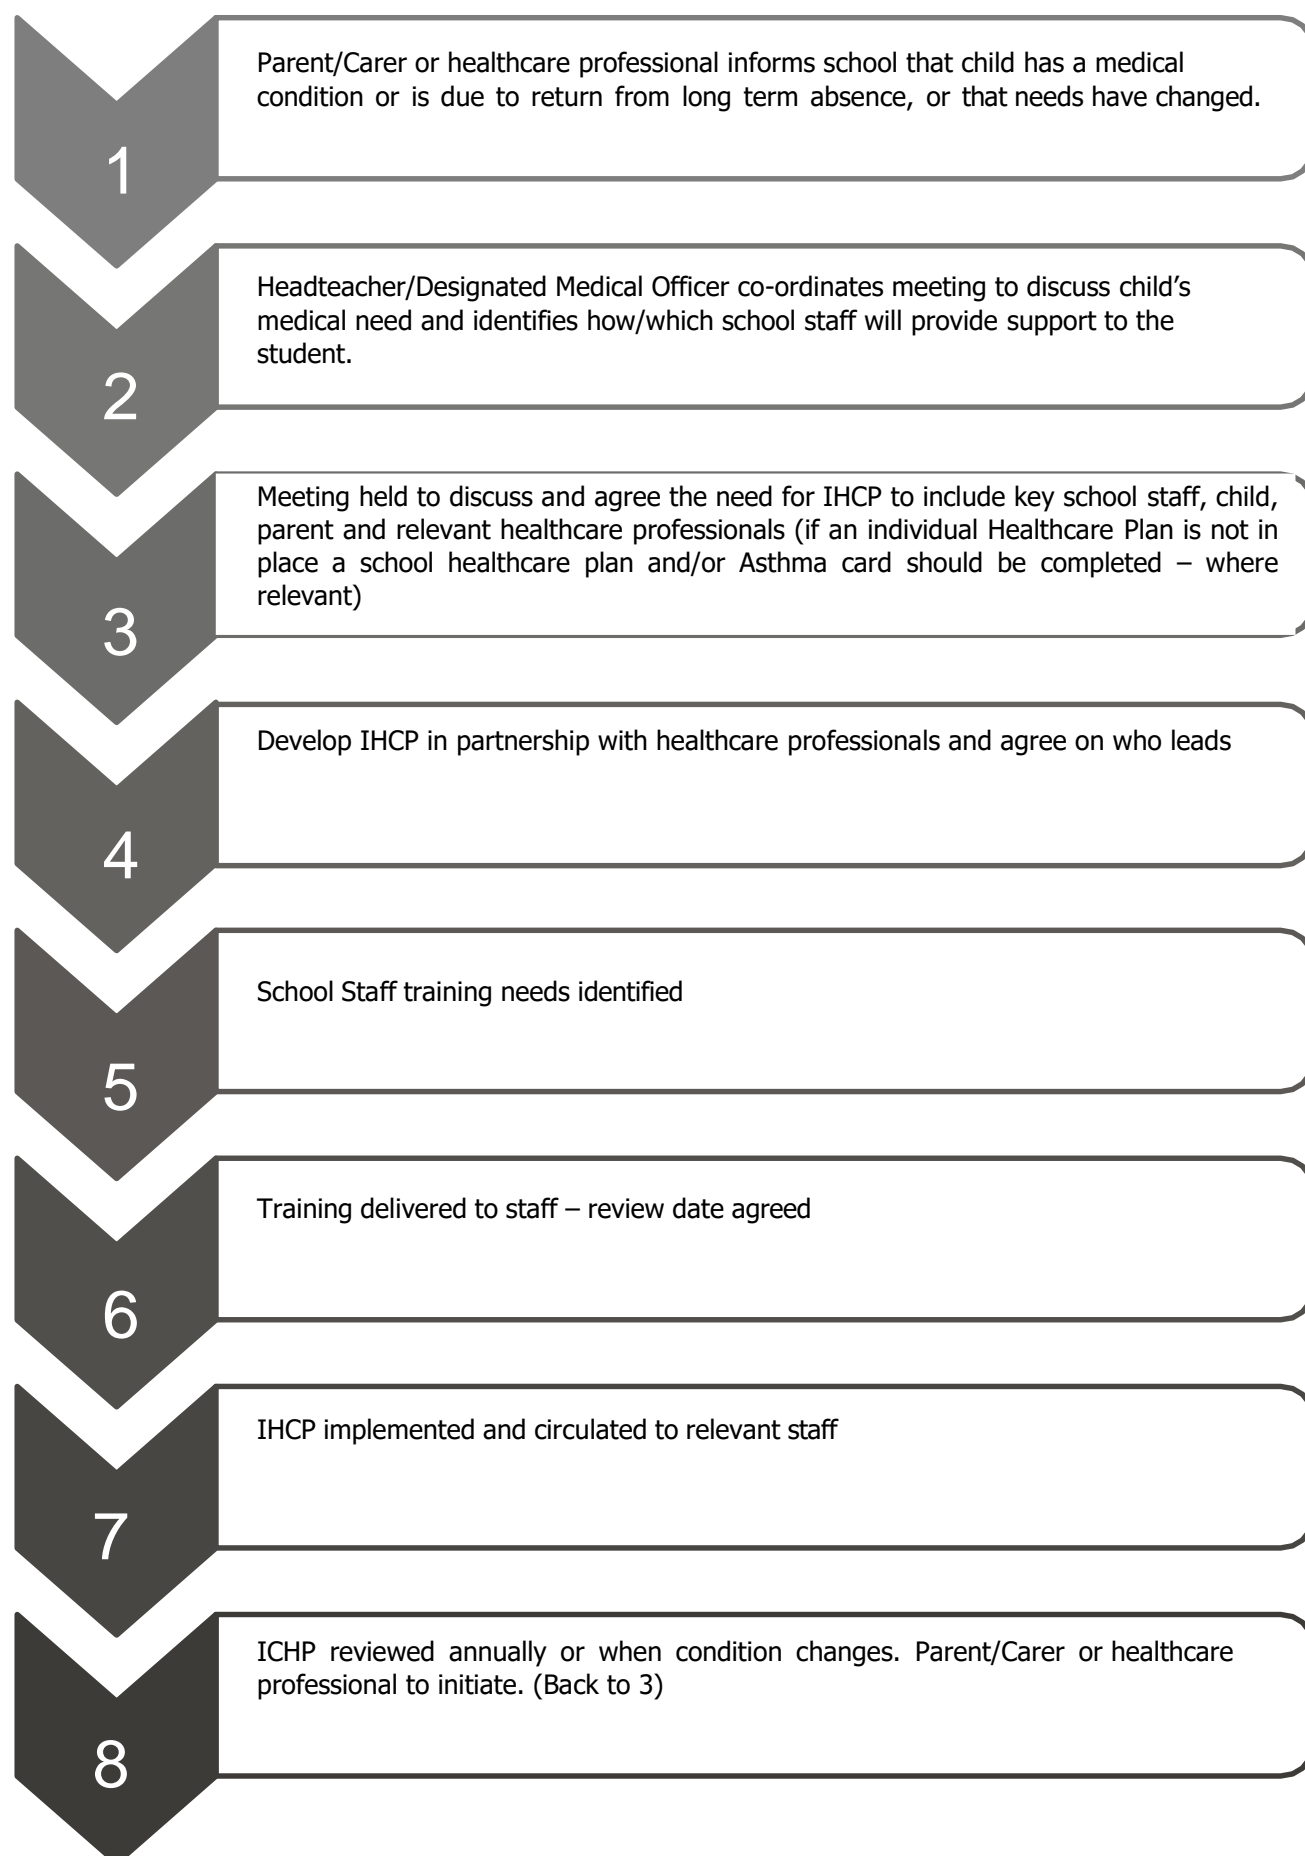 Parent/Carer or healthcare professional informs school that child has a medical
condition or is due to return from long term absence, or that needs have changed.
1
Headteacher/Designated Medical Officer co-ordinates meeting to discuss child’s
medical need and identifies how/which school staff will provide support to the
student.
2
Meeting held to discuss and agree the need for IHCP to include key school staff, child,
parent and relevant healthcare professionals (if an individual Healthcare Plan is not in
place a school healthcare plan and/or Asthma card should be completed – where
relevant)
3
Develop IHCP in partnership with healthcare professionals and agree on who leads
4
School Staff training needs identified
5
Training delivered to staff – review date agreed
6
IHCP implemented and circulated to relevant staff
7
ICHP reviewed annually or when condition changes. Parent/Carer or healthcare
professional to initiate. (Back to 3)
8